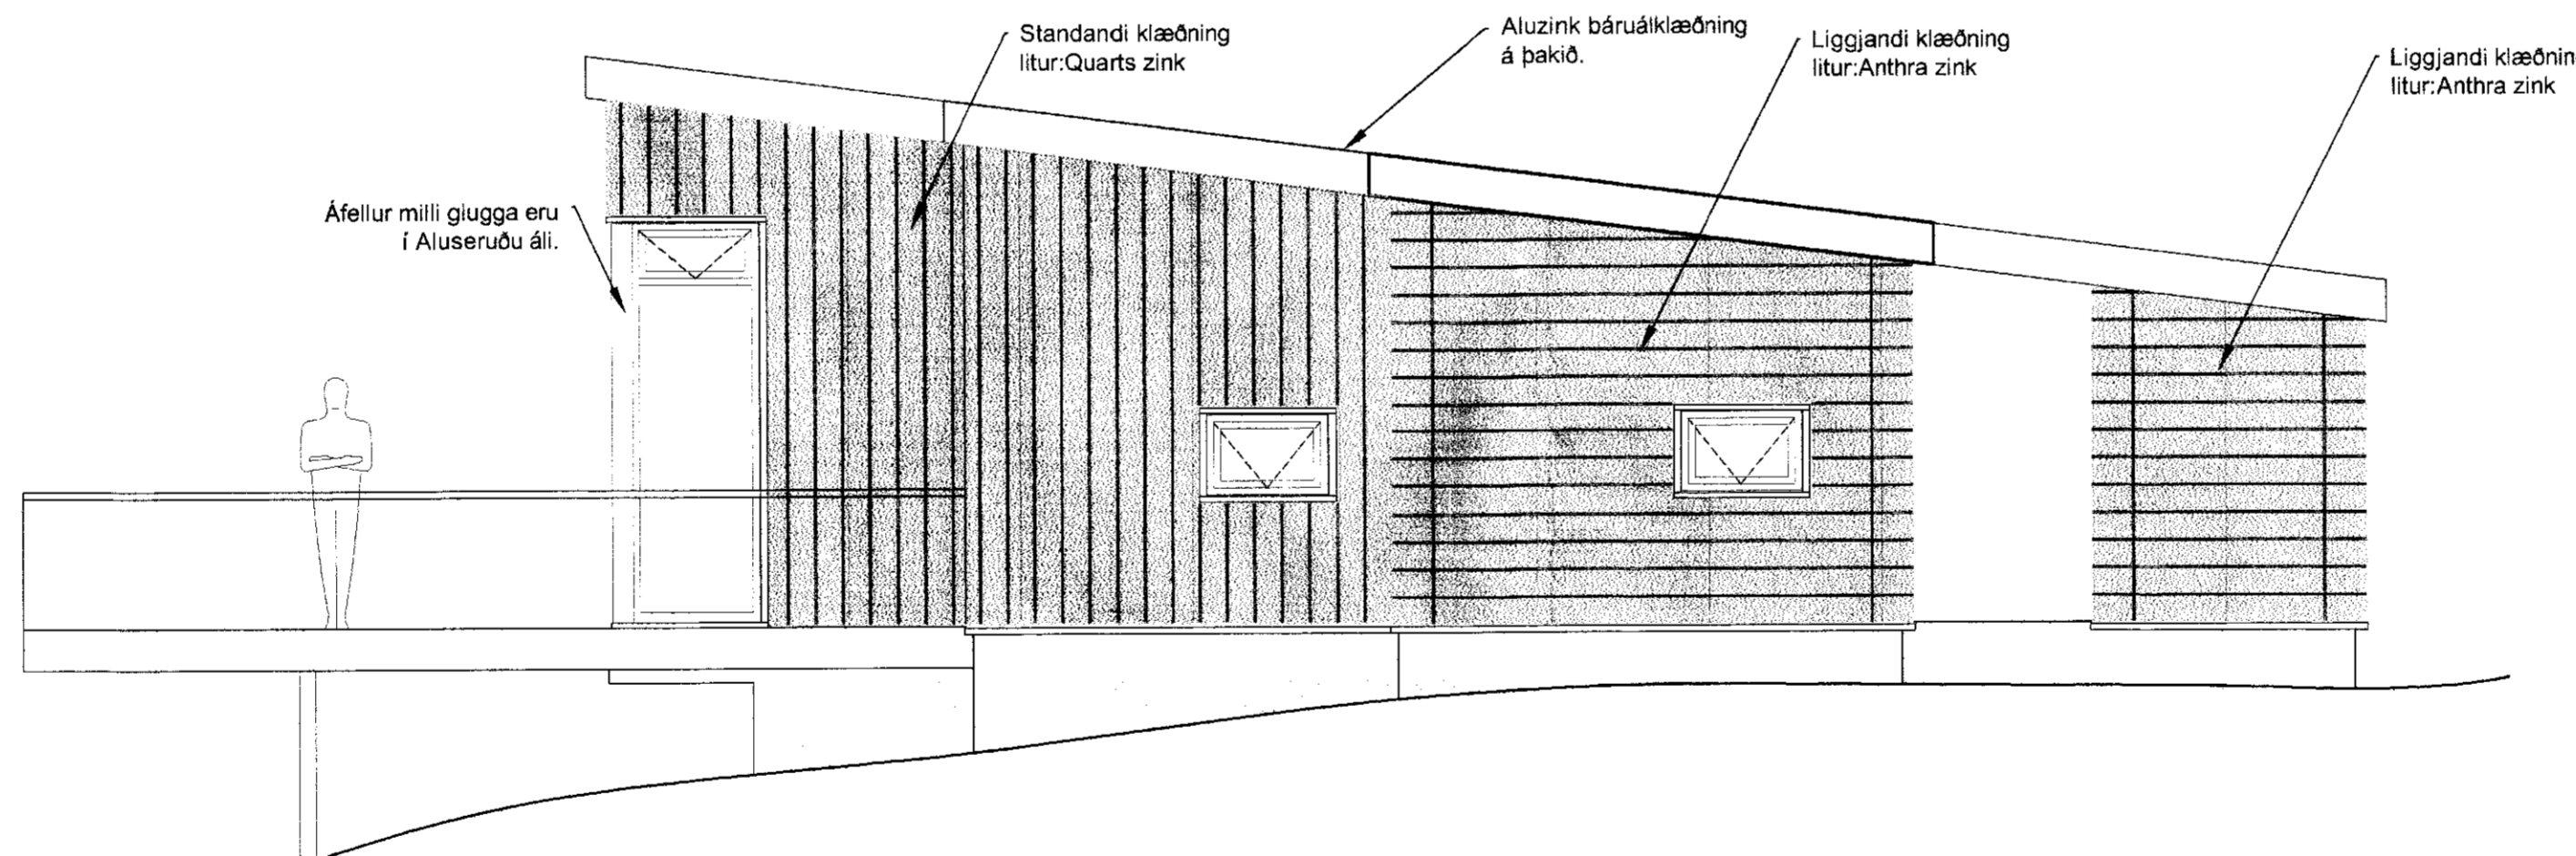 Standandi klæðning
litur:Quarts zink
Aluzink báruálklæðning
á þakið.
Liggjandi klæðning
litur:Anthra zink
Liggjandi klæðnin
litur:Anthra zink
Áfellur milli glugga eru
í Aluseruðu áli.